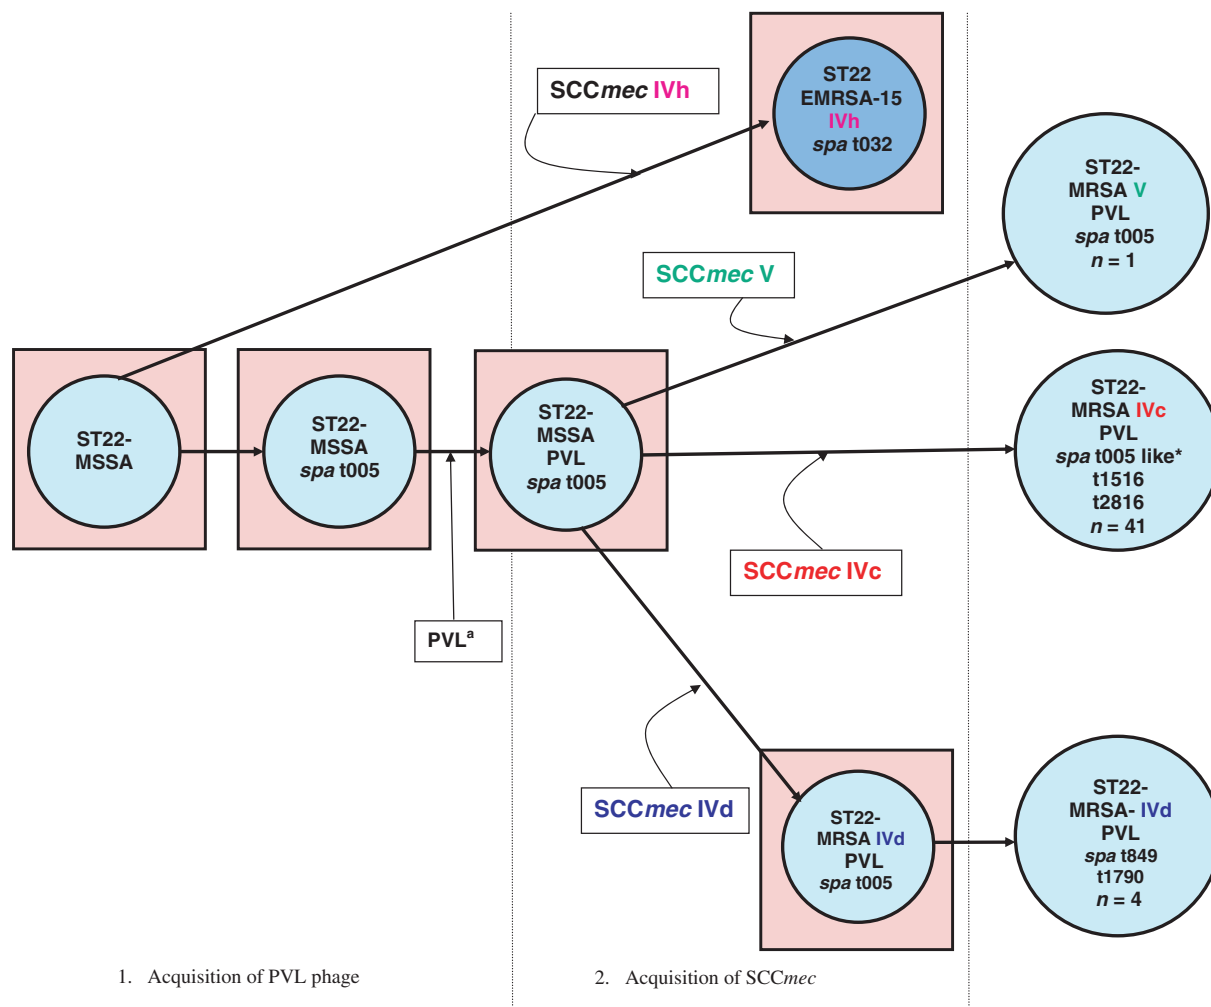 SCCmec IVh
ST22
EMRSA-15
IVh
spa t032
ST22-
MRSA V
PVL
spa t005
n = 1
SCCmec V
ST22-
MSSA
ST22-
MSSA
spa t005
ST22-
MSSA
PVL
spa t005
ST22-
MRSA IVc
PVL
spa t005 like*
t1516
t2816
n = 41
SCCmec IVc
PVLa
SCCmec IVd
ST22-
MRSA IVd
PVL
spa t005
ST22-
MRSA- IVd
PVL
spa t849
t1790
n = 4
1. Acquisition of PVL phage
2. Acquisition of SCCmec